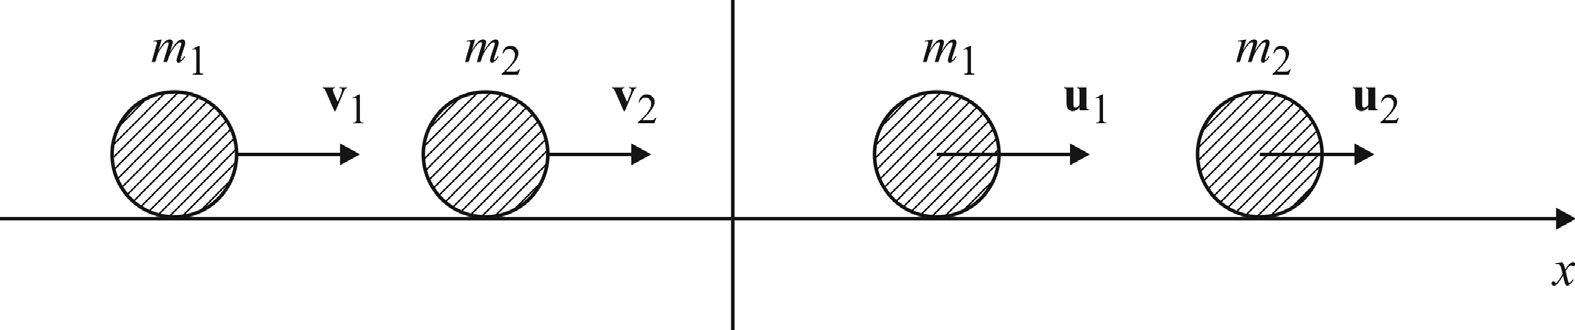 m₁ m₂ m₁ m₂
v₁ v₂ u₁ u₂
x